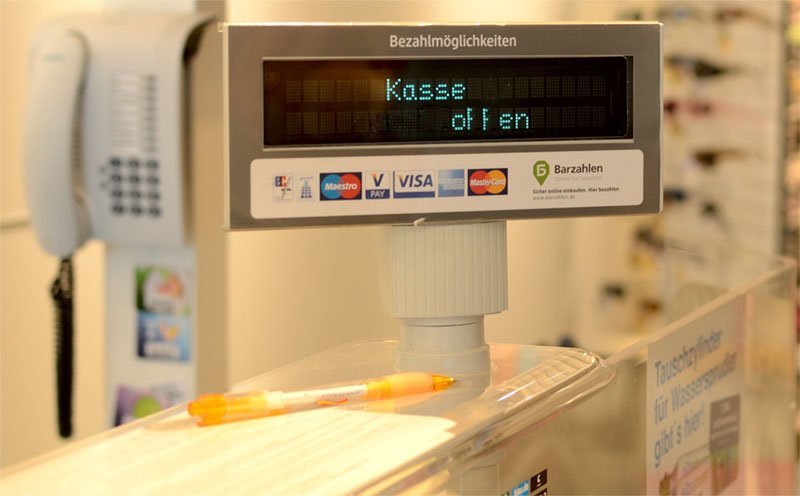 Bezahlmöglichkeiten
Kasse
offen
Maestro
V PAY
VISA
MasterCard
Barzahlen
Sicher online einkaufen. Hier bezahlen.
www.barzahlen.de
Tauschzylinder
für Wassersprudler
gibt's hier!